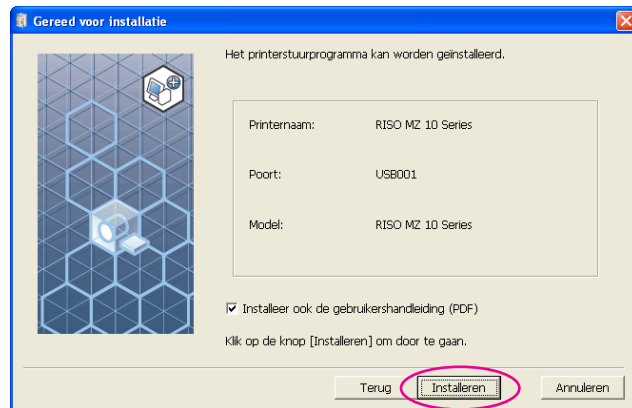 Gereed voor installatie
Het printerstuurprogramma kan worden geïnstalleerd.
Printernaam: RISO MZ 10 Series
Poort: USB001
Model: RISO MZ 10 Series
Installeer ook de gebruikershandleiding (PDF)
Klik op de knop [Installeren] om door te gaan.
Terug Installeren Annuleren